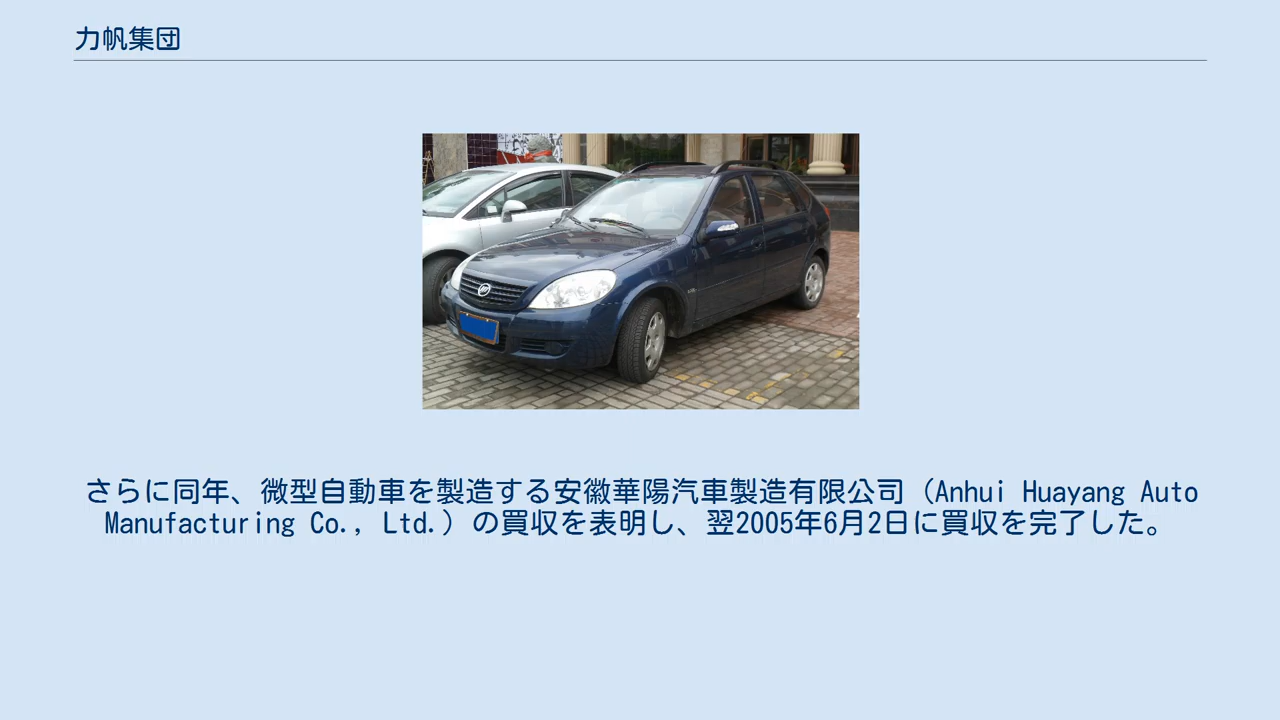 力帆集団
さらに同年、微型自動車を製造する安徽華陽汽車製造有限公司（Anhui Huayang Auto
Manufacturing Co., Ltd.）の買収を表明し、翌2005年6月2日に買収を完了した。